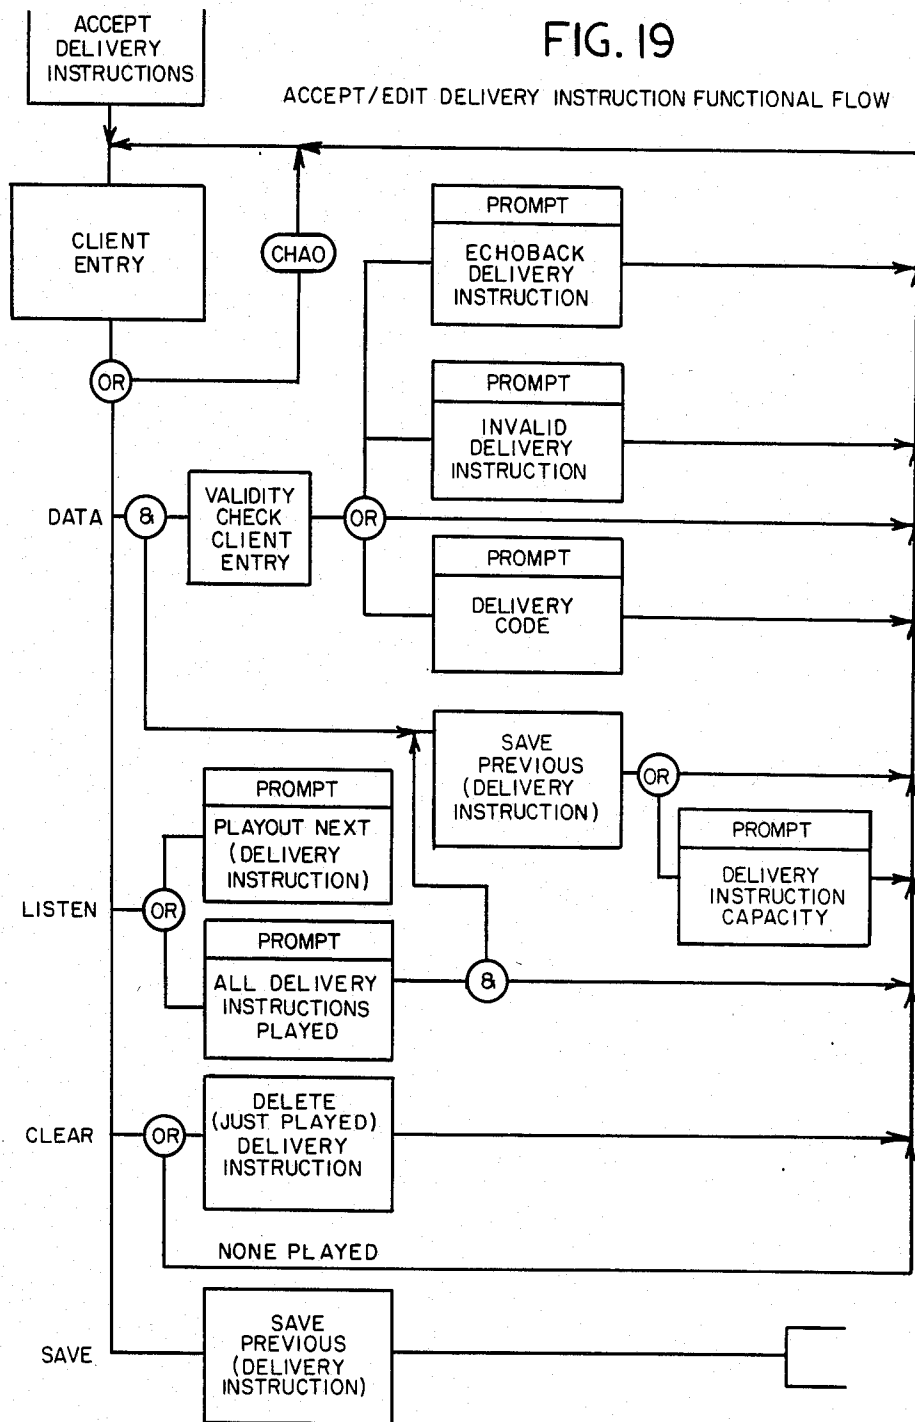 ACCEPT
DELIVERY
INSTRUCTIONS
FIG. 19
ACCEPT/EDIT DELIVERY INSTRUCTION FUNCTIONAL FLOW
CLIENT
ENTRY
CHAO
PROMPT
ECHOBACK
DELIVERY
INSTRUCTION
OR
PROMPT
INVALID
DELIVERY
INSTRUCTION
DATA
&
VALIDITY
CHECK
CLIENT
ENTRY
OR
PROMPT
DELIVERY
CODE
SAVE
PREVIOUS
(DELIVERY
INSTRUCTION)
OR
PROMPT
DELIVERY
INSTRUCTION
CAPACITY
LISTEN
OR
PROMPT
PLAYOUT NEXT
(DELIVERY
INSTRUCTION)
PROMPT
ALL DELIVERY
INSTRUCTIONS
PLAYED
&
CLEAR
OR
DELETE
(JUST PLAYED)
DELIVERY
INSTRUCTION
NONE PLAYED
SAVE
SAVE
PREVIOUS
(DELIVERY
INSTRUCTION)